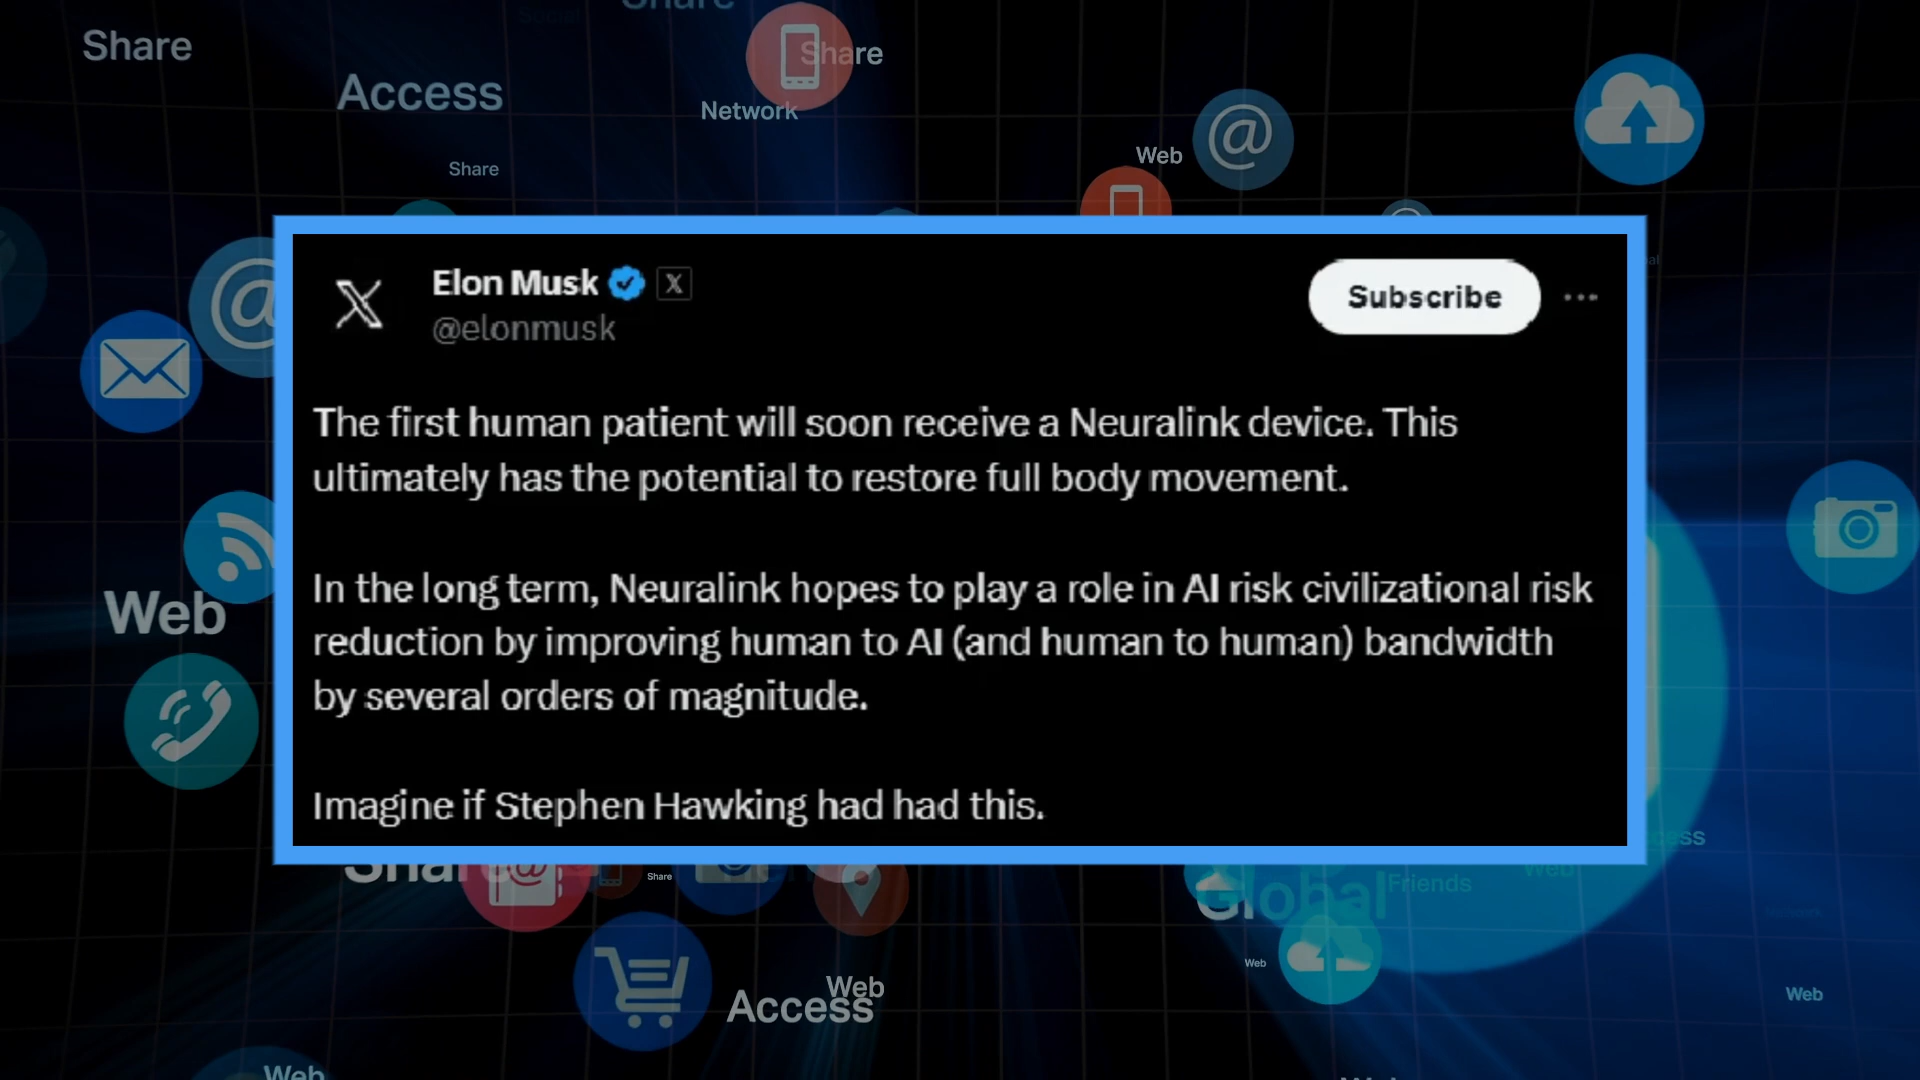 Share
Share
Access
Share
Network
Web
Share
Elon Musk
@elonmusk
Subscribe
The first human patient will soon receive a Neuralink device. This
ultimately has the potential to restore full body movement.
In the long term, Neuralink hopes to play a role in AI risk civilizational risk
reduction by improving human to AI (and human to human) bandwidth
by several orders of magnitude.
Imagine if Stephen Hawking had had this.
Web
Share
Global
Friends
Web
Web
Web
Access
Web
Web